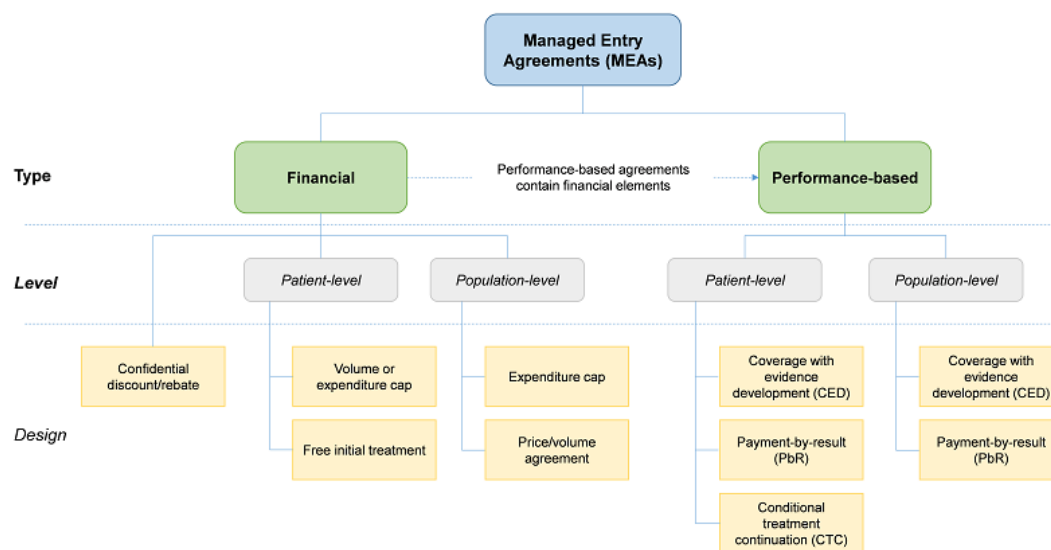 Managed Entry
Agreements (MEAs)
Type
Financial
Performance-based agreements
contain financial elements
Performance-based
Level
Patient-level
Population-level
Patient-level
Population-level
Design
Confidential
discount/rebate
Volume or
expenditure cap
Expenditure cap
Coverage with
evidence
development (CED)
Coverage with
evidence
development (CED)
Free initial treatment
Price/volume
agreement
Payment-by-result
(PbR)
Payment-by-result
(PbR)
Conditional
treatment
continuation (CTC)